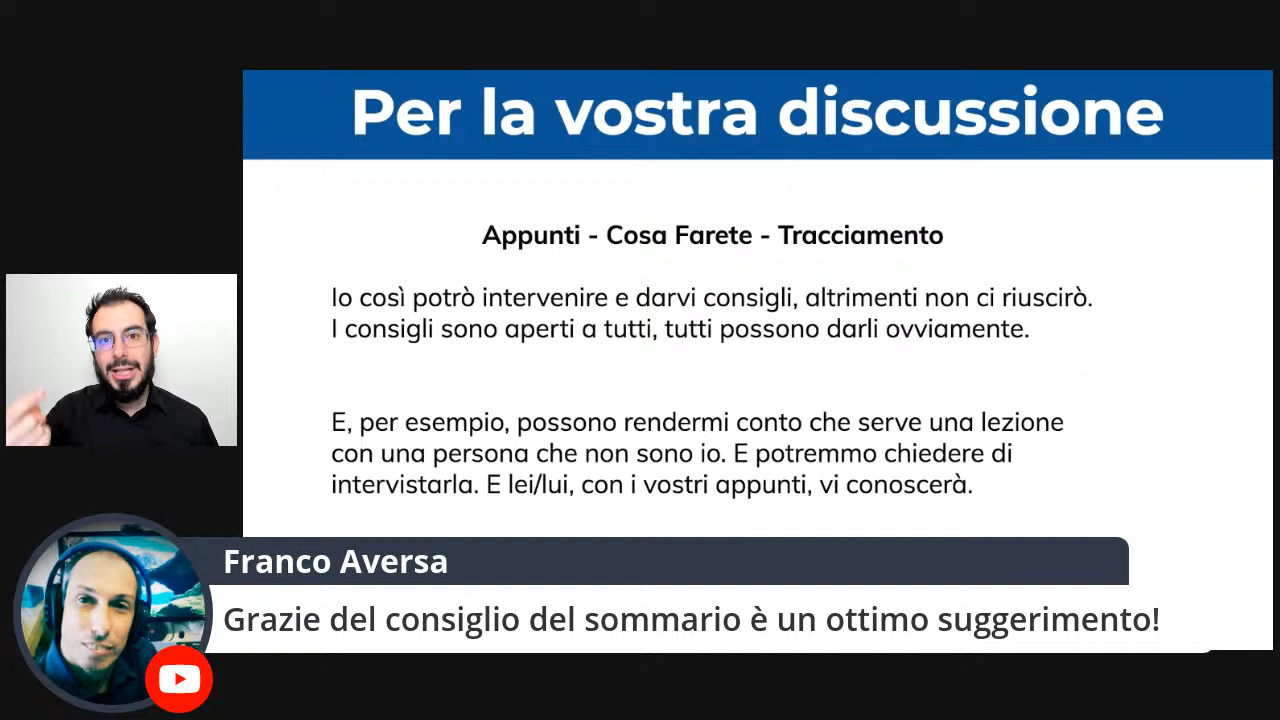 Per la vostra discussione
Appunti - Cosa Farete - Tracciamento
Io così potrò intervenire e darvi consigli, altrimenti non ci riuscirò.
I consigli sono aperti a tutti, tutti possono darli ovviamente.
E, per esempio, possono rendermi conto che serve una lezione
con una persona che non sono io. E potremmo chiedere di
intervistarla. E lei/lui, con i vostri appunti, vi conoscerà.
Franco Aversa
Grazie del consiglio del sommario è un ottimo suggerimento!